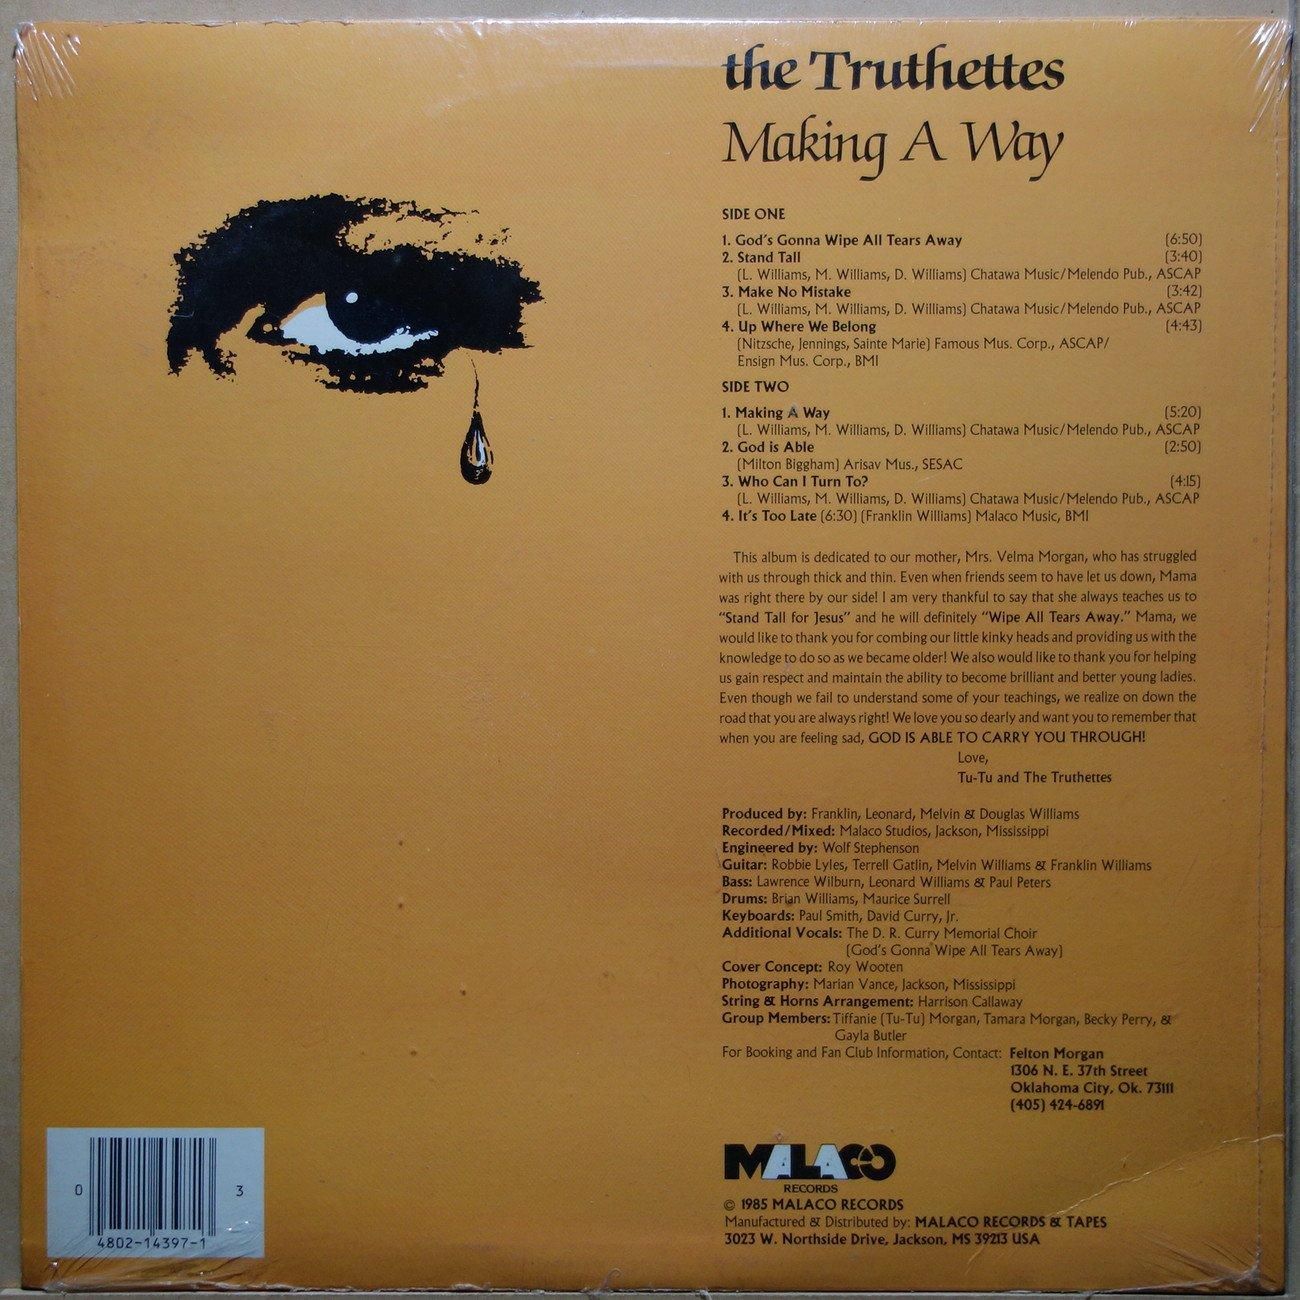 the Truthettes
Making A Way
SIDE ONE
1. God's Gonna Wipe All Tears Away (6:50)
2. Stand Tall (3:40)
(L. Williams, M. Williams, D. Williams) Chatawa Music/Melendo Pub., ASCAP
3. Make No Mistake (3:42)
(L. Williams, M. Williams, D. Williams) Chatawa Music/Melendo Pub., ASCAP
4. Up Where We Belong (4:43)
(Nitzsche, Jennings, Sainte Marie) Famous Mus. Corp., ASCAP/
Ensign Mus. Corp., BMI
SIDE TWO
1. Making A Way (5:20)
(L. Williams, M. Williams, D. Williams) Chatawa Music/Melendo Pub., ASCAP
2. God is Able (2:50)
(Milton Biggham) Arisav Mus., SESAC
3. Who Can I Turn To? (4:15)
(L. Williams, M. Williams, D. Williams) Chatawa Music/Melendo Pub., ASCAP
4. It's Too Late (6:30) (Franklin Williams) Malaco Music, BMI
This album is dedicated to our mother, Mrs. Velma Morgan, who has struggled
with us through thick and thin. Even when friends seem to have let us down, Mama
was right there by our side! I am very thankful to say that she always teaches us to
"Stand Tall for Jesus" and he will definitely "Wipe All Tears Away." Mama, we
would like to thank you for combing our little kinky heads and providing us with the
knowledge to do so as we became older! We also would like to thank you for helping
us gain respect and maintain the ability to become brilliant and better young ladies.
Even though we fail to understand some of your teachings, we realize on down the
road that you are always right! We love you so dearly and want you to remember that
when you are feeling sad, GOD IS ABLE TO CARRY YOU THROUGH!
Love,
Tu-Tu and The Truthettes
Produced by: Franklin, Leonard, Melvin & Douglas Williams
Recorded/Mixed: Malaco Studios, Jackson, Mississippi
Engineered by: Wolf Stephenson
Guitar: Robbie Lyles, Terrell Gatlin, Melvin Williams & Franklin Williams
Bass: Lawrence Wilburn, Leonard Williams & Paul Peters
Drums: Brian Williams, Maurice Surrell
Keyboards: Paul Smith, David Curry, Jr.
Additional Vocals: The D. R. Curry Memorial Choir
(God's Gonna Wipe All Tears Away)
Cover Concept: Roy Wooten
Photography: Marian Vance, Jackson, Mississippi
String & Horns Arrangement: Harrison Callaway
Group Members: Tiffanie (Tu-Tu) Morgan, Tamara Morgan, Becky Perry, &
Gayla Butler
For Booking and Fan Club Information, Contact: Felton Morgan
1306 N. E. 37th Street
Oklahoma City, Ok. 73111
(405) 424-6891
MALACO
RECORDS
© 1985 MALACO RECORDS
Manufactured & Distributed by: MALACO RECORDS & TAPES
3023 W. Northside Drive, Jackson, MS 39213 USA
0 3
4802-14397-1